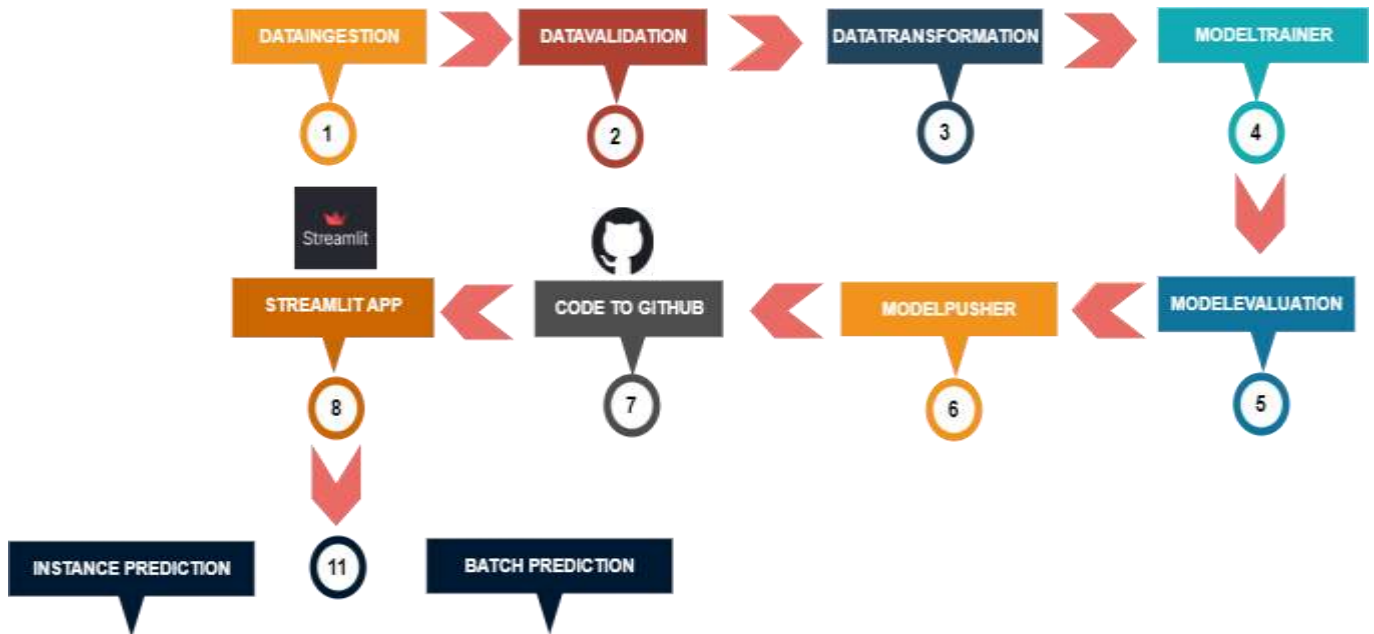 DATAINGESTION
DATAVALIDATION
DATATRANSFORMATION
MODELTRAINER
1
2
3
4
Streamlit
STREAMLIT APP
CODE TO GITHUB
MODELPUSHER
MODELEVALUATION
8
7
6
5
INSTANCE PREDICTION
11
BATCH PREDICTION